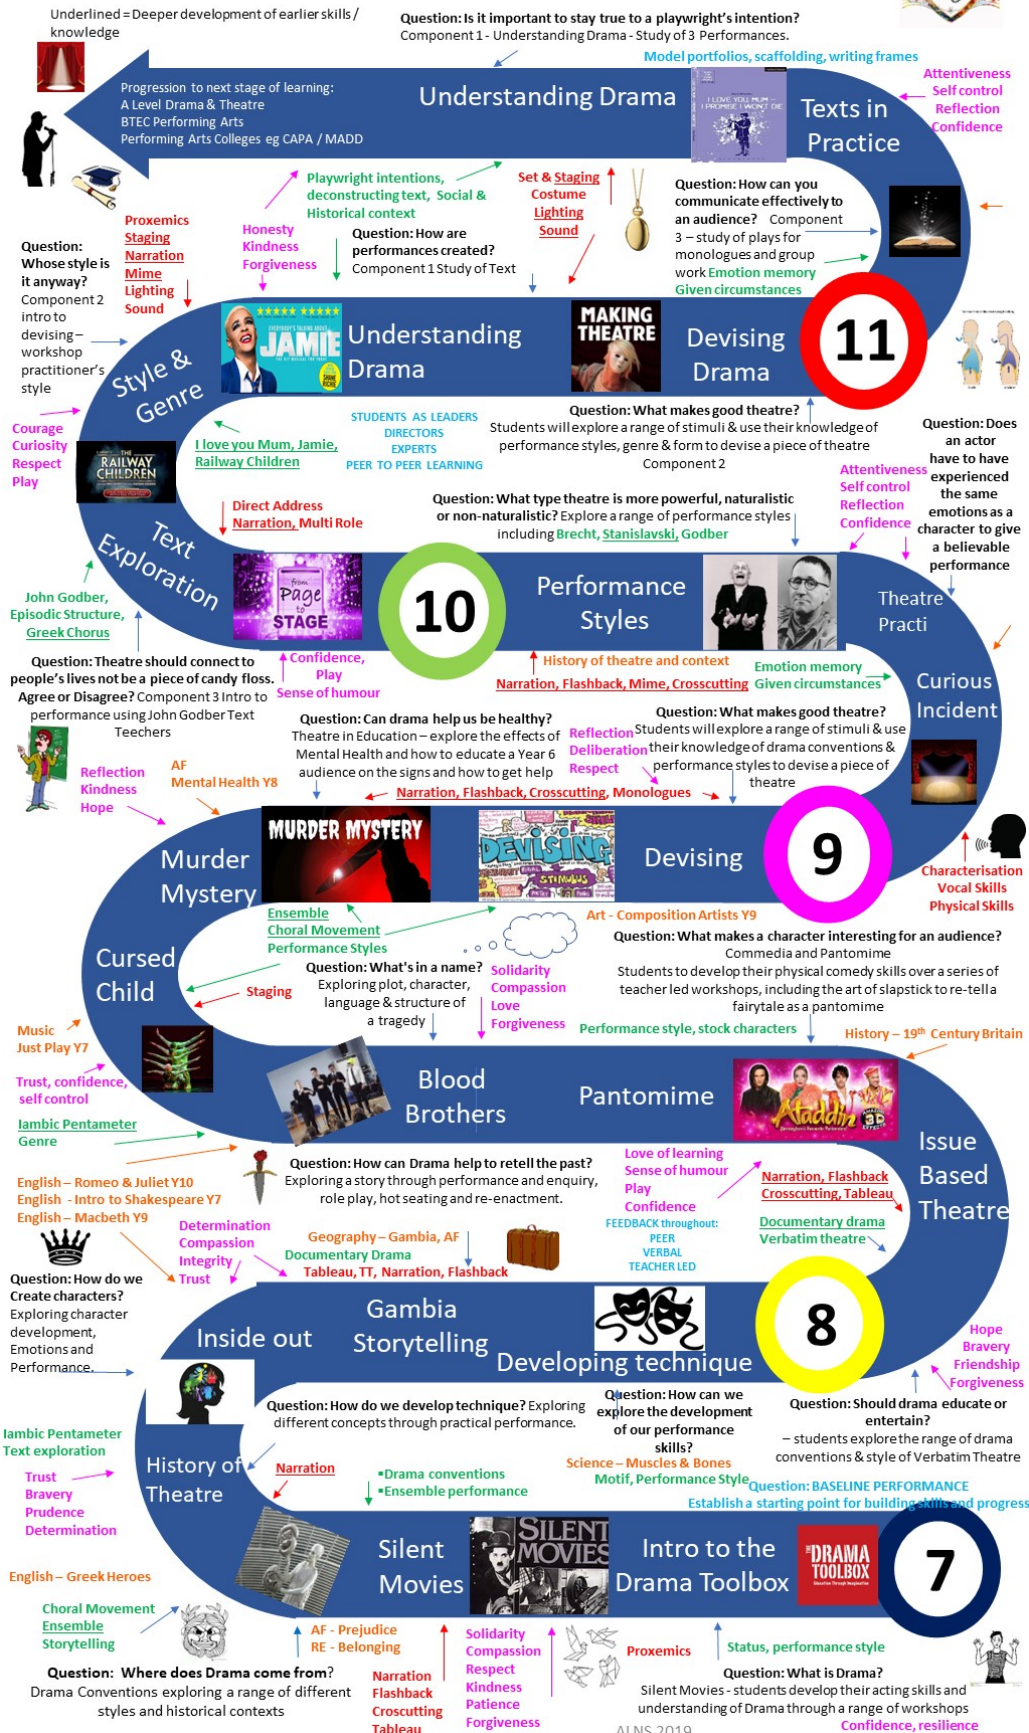 Underlined = Deeper development of earlier skills /
knowledge
Question: Is it important to stay true to a playwright's intention?
Component 1 - Understanding Drama - Study of 3 Performances.
Model portfolios, scaffolding, writing frames
Progression to next stage of learning:
A Level Drama & Theatre
BTEC Performing Arts
Performing Arts Colleges eg CAPA / MADD
Understanding Drama
I LOVE YOU MUM –
I PROMISE I WON'T DIE
Texts in
Practice
Attentiveness
Self control
Reflection
Confidence
Playwright intentions,
deconstructing text, Social &
Historical context
Set & Staging
Costume
Lighting
Sound
Question: How can you
communicate effectively to
an audience? Component
3 – study of plays for
monologues and group
work Emotion memory
Given circumstances
Honesty
Kindness
Forgiveness
Question: How are
performances created?
Component 1 Study of Text
Proxemics
Staging
Narration
Mime
Lighting
Sound
Question:
Whose style is
it anyway?
Component 2
intro to
devising –
workshop
practitioner's
style
Style &
Genre
EVERYBODY'S TALKING ABOUT
JAMIE
Understanding
Drama
MAKING
THEATRE
Devising
Drama
11
Courage
Curiosity
Respect
Play
THE
RAILWAY
CHILDREN
I love you Mum, Jamie,
Railway Children
STUDENTS AS LEADERS
DIRECTORS
EXPERTS
PEER TO PEER LEARNING
Question: What makes good theatre?
Students will explore a range of stimuli & use their knowledge of
performance styles, genre & form to devise a piece of theatre
Component 2
Question: Does
an actor
have to have
experienced
the same
emotions as a
character to give
a believable
performance
Attentiveness
Self control
Reflection
Confidence
Direct Address
Narration, Multi Role
Question: What type theatre is more powerful, naturalistic
or non-naturalistic? Explore a range of performance styles
including Brecht, Stanislavski, Godber
Text
Exploration
from
Page
to
STAGE
10
Performance
Styles
Theatre
Practi
John Godber,
Episodic Structure,
Greek Chorus
Confidence,
Play
Sense of humour
History of theatre and context
Narration, Flashback, Mime, Crosscutting
Emotion memory
Given circumstances
Curious
Incident
Question: Theatre should connect to
people's lives not be a piece of candy floss.
Agree or Disagree? Component 3 Intro to
performance using John Godber Text
Teechers
Question: Can drama help us be healthy?
Theatre in Education – explore the effects of
Mental Health and how to educate a Year 6
audience on the signs and how to get help
Reflection
Deliberation
Respect
Question: What makes good theatre?
Students will explore a range of stimuli & use
their knowledge of drama conventions &
performance styles to devise a piece of
theatre
Narration, Flashback, Crosscutting, Monologues
Reflection
Kindness
Hope
AF
Mental Health Y8
Murder
Mystery
MURDER MYSTERY
DEVISING
STIMULUS
Devising
9
Characterisation
Vocal Skills
Physical Skills
Ensemble
Choral Movement
Performance Styles
Art - Composition Artists Y9
Question: What makes a character interesting for an audience?
Commedia and Pantomime
Students to develop their physical comedy skills over a series of
teacher led workshops, including the art of slapstick to re-tell a
fairytale as a pantomime
Cursed
Child
Staging
Question: What's in a name?
Exploring plot, character,
language & structure of
a tragedy
Solidarity
Compassion
Love
Forgiveness
Performance style, stock characters
History – 19th Century Britain
Music
Just Play Y7
Trust, confidence,
self control
Iambic Pentameter
Genre
Blood
Brothers
Pantomime
Aladdin
3D
Issue
Based
Theatre
English – Romeo & Juliet Y10
English - Intro to Shakespeare Y7
English – Macbeth Y9
Question: How can Drama help to retell the past?
Exploring a story through performance and enquiry,
role play, hot seating and re-enactment.
Love of learning
Sense of humour
Play
Confidence
FEEDBACK throughout:
PEER
VERBAL
TEACHER LED
Narration, Flashback
Crosscutting, Tableau
Documentary drama
Verbatim theatre
Determination
Compassion
Integrity
Trust
Geography – Gambia, AF
Documentary Drama
Tableau, TT, Narration, Flashback
Question: How do we
Create characters?
Exploring character
development,
Emotions and
Performance.
Inside out
Gambia
Storytelling
Developing technique
8
Hope
Bravery
Friendship
Forgiveness
Question: How do we develop technique? Exploring
different concepts through practical performance.
Question: How can we
explore the development
of our performance
skills?
Science – Muscles & Bones
Motif, Performance Style
Question: Should drama educate or
entertain?
– students explore the range of drama
conventions & style of Verbatim Theatre
Iambic Pentameter
Text exploration
Trust
Bravery
Prudence
Determination
History of
Theatre
Narration
▪Drama conventions
▪Ensemble performance
Question: BASELINE PERFORMANCE
Establish a starting point for building skills and progress
Silent
Movies
SILENT
MOVIES
Intro to the
Drama Toolbox
THE DRAMA
TOOLBOX
7
English – Greek Heroes
Choral Movement
Ensemble
Storytelling
AF - Prejudice
RE - Belonging
Question: Where does Drama come from?
Drama Conventions exploring a range of different
styles and historical contexts
Narration
Flashback
Croscutting
Tableau
Solidarity
Compassion
Respect
Kindness
Patience
Forgiveness
Proxemics
Status, performance style
Question: What is Drama?
Silent Movies - students develop their acting skills and
understanding of Drama through a range of workshops
Confidence, resilience
ALNS 2019